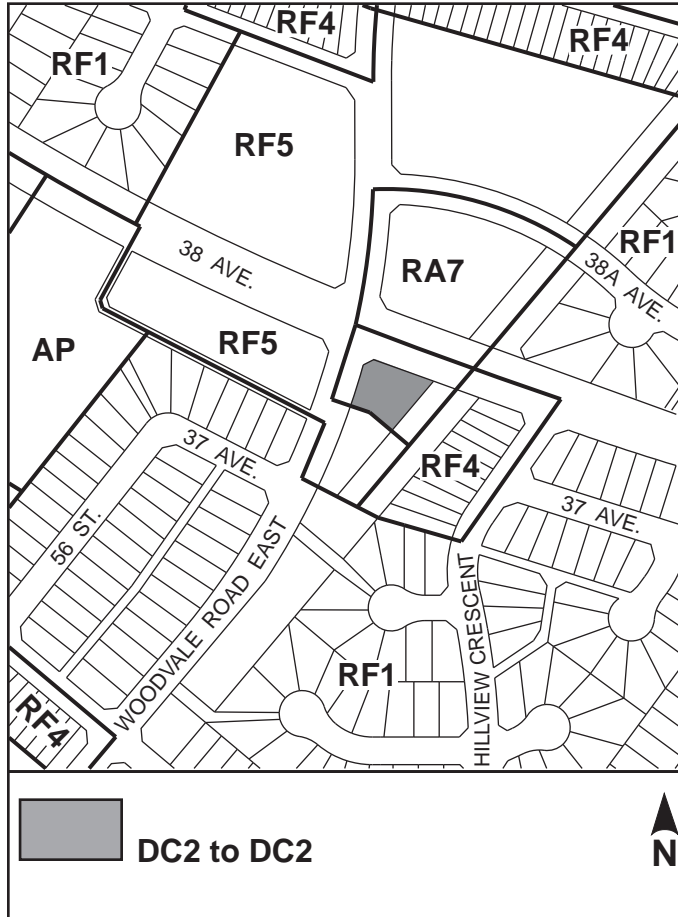 RF4
RF4
RF1
RF5
RF1
38 AVE.
RA7
38A AVE.
RF5
AP
37 AVE.
RF4
37 AVE.
56 ST.
WOODVALE ROAD EAST
HILLVIEW CRESCENT
RF1
RF4
DC2 to DC2
N